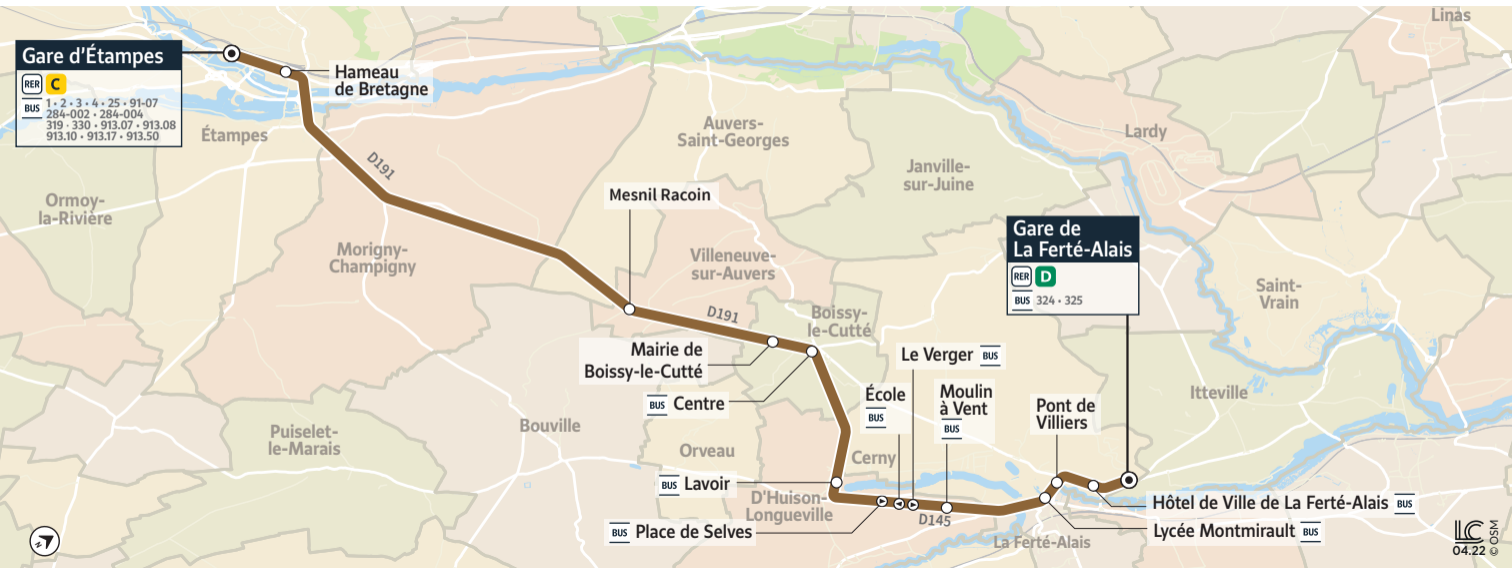 Linas
Gare d'Étampes
RER C
BUS 1 • 2 • 3 • 4 • 25 • 91-07
284-002 • 284-004
319 • 330 • 913.07 • 913.08
913.10 • 913.17 • 913.50
Hameau
de Bretagne
Étampes
D191
Auvers-
Saint-Georges
Lardy
Janville-
sur-Juine
Ormoy-
la-Rivière
Mesnil Racoin
Morigny-
Champigny
Villeneuve-
sur-Auvers
Gare de
La Ferté-Alais
RER D
BUS 324 • 325
Saint-
Vrain
D191
Boissy-
le-Cutté
Mairie de
Boissy-le-Cutté
Le Verger BUS
BUS Centre
École
BUS
Moulin
à Vent
BUS
Pont de
Villiers
Itteville
Bouville
Puiselet-
le-Marais
Orveau
Cerny
BUS Lavoir
D'Huison-
Longueville
BUS Place de Selves
D145
La Ferté-Alais
Hôtel de Ville de La Ferté-Alais BUS
Lycée Montmirault BUS
N
LC
04.22
© OSM